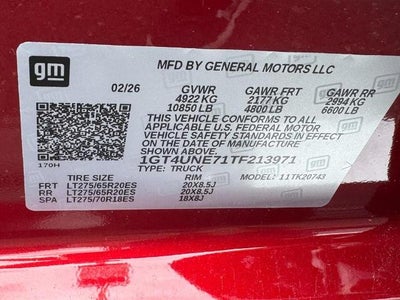 gm
MFD BY GENERAL MOTORS LLC
02/26 GVWR GAWR FRT GAWR RR
4922 KG 2177 KG 2994 KG
10850 LB 4800 LB 6600 LB
THIS VEHICLE CONFORMS TO ALL
APPLICABLE U.S. FEDERAL MOTOR
VEHICLE SAFETY STANDARDS IN EFFECT
ON THE DATE OF MANUFACTURE
SHOWN ABOVE.
1GT4UNE71TF213971
170H
TYPE: TRUCK MODEL: 11TK20743
TIRE SIZE RIM
FRT LT275/65R20ES 20X8.5J
RR LT275/65R20ES 20X8.5J
SPA LT275/70R18ES 18X8J